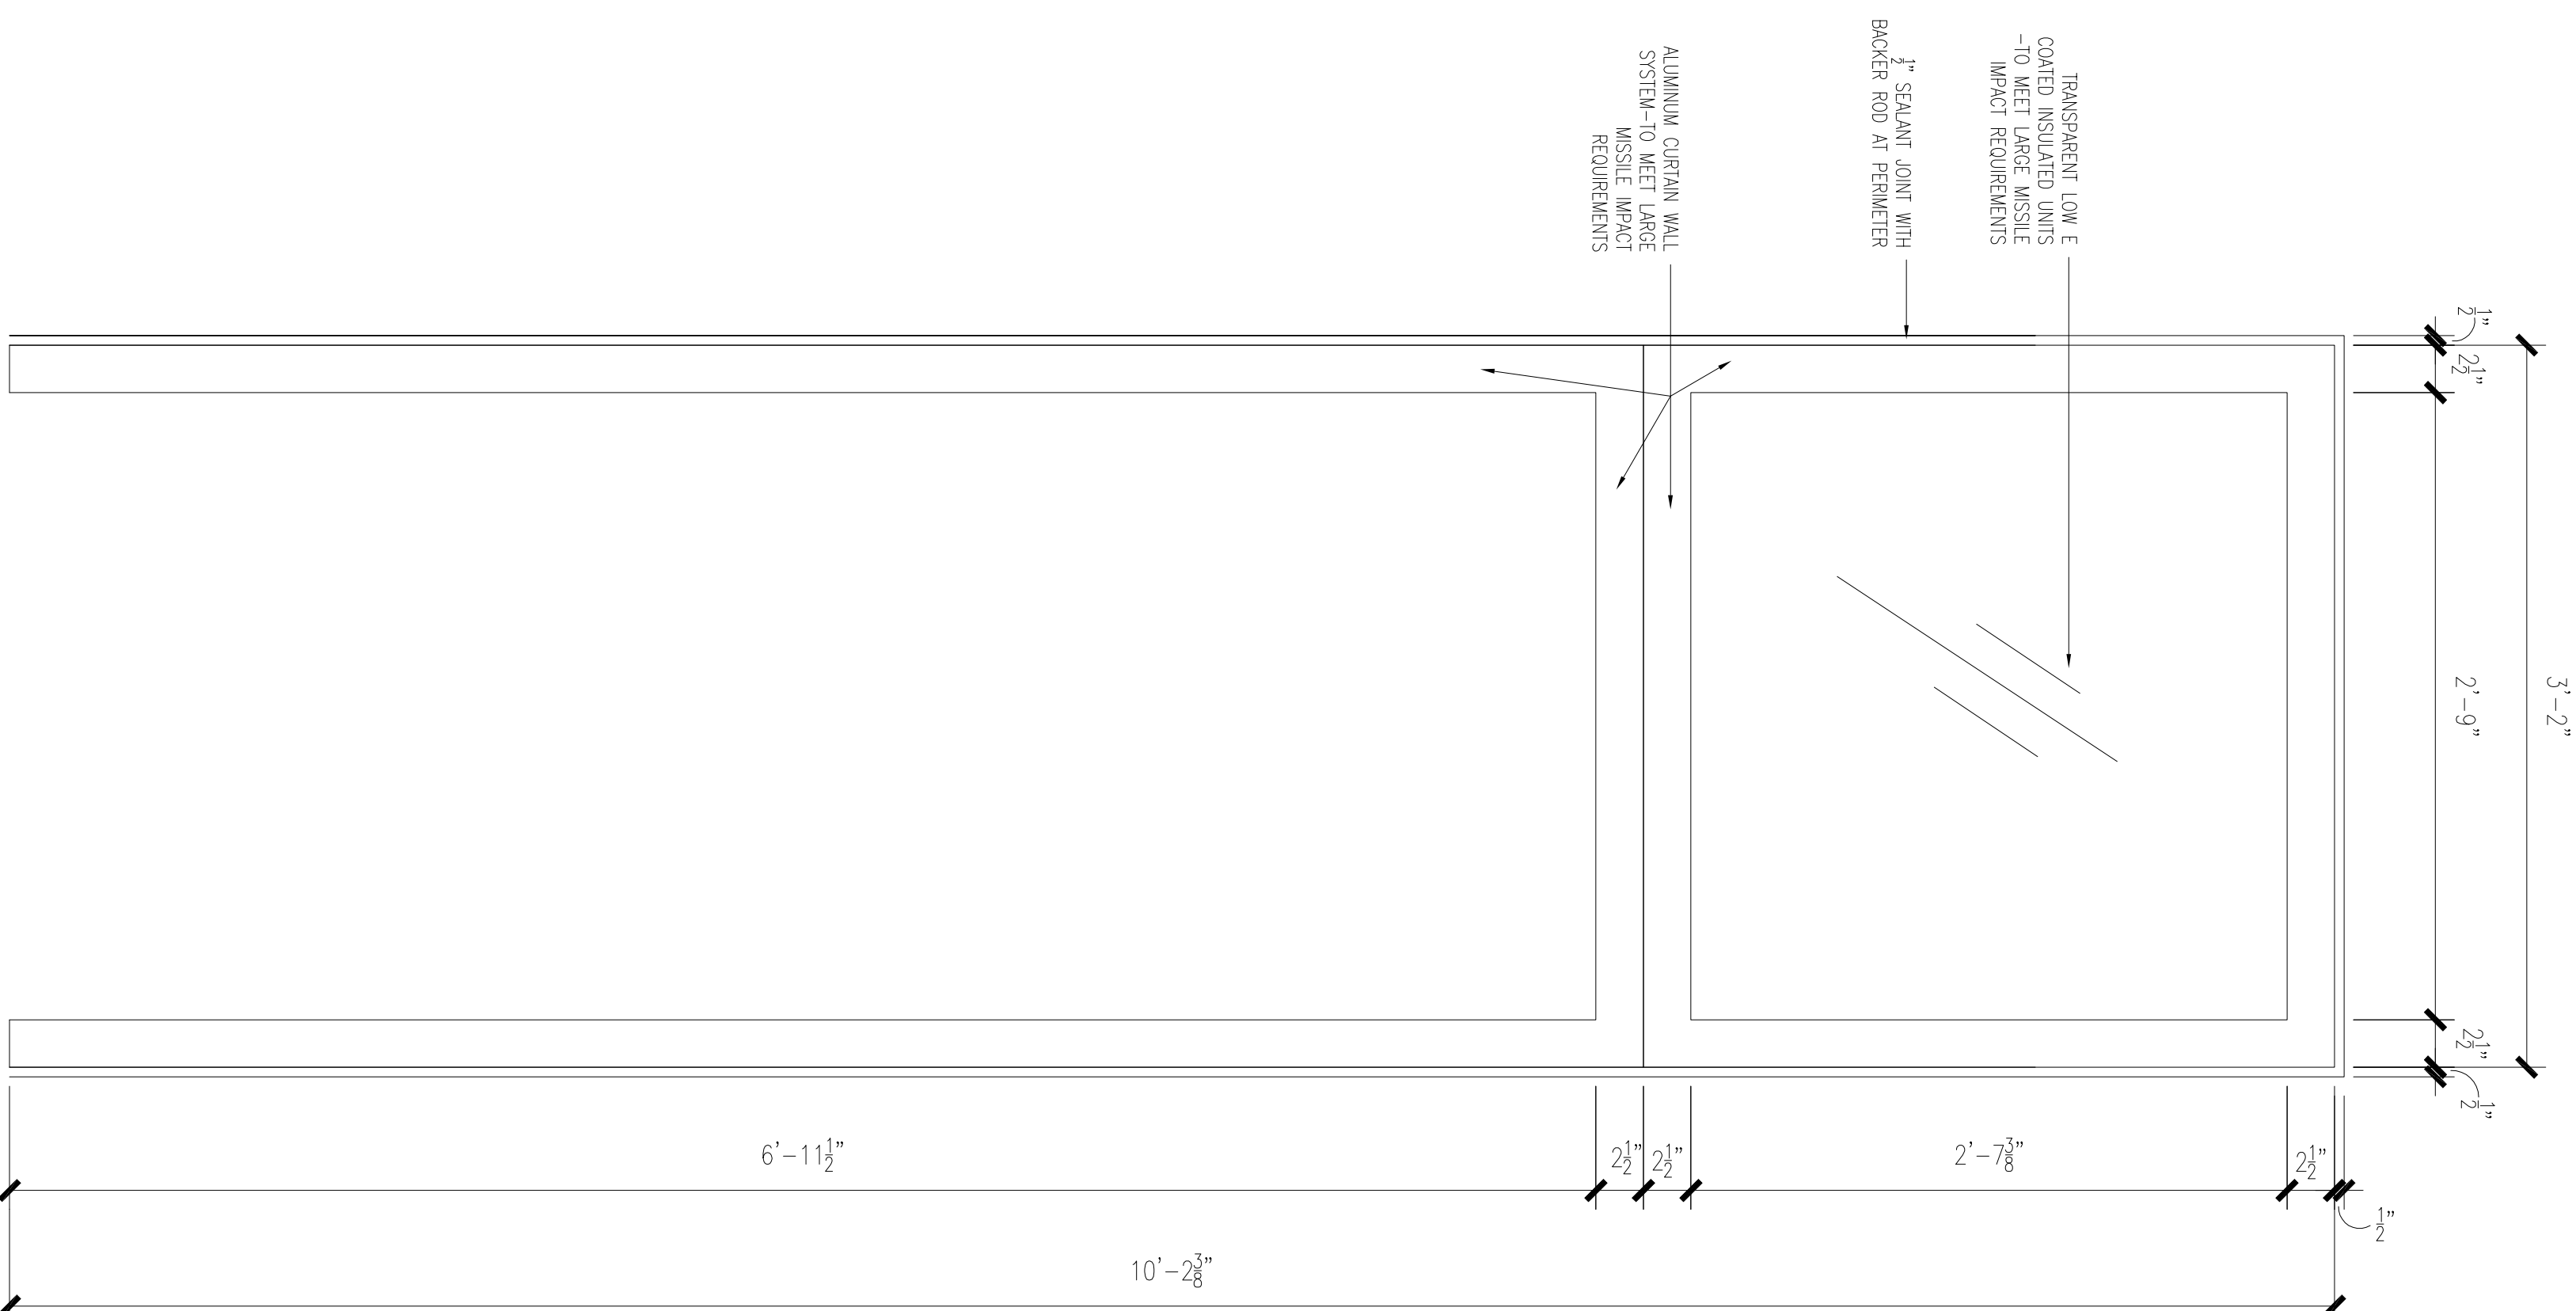 TRANSPARENT LOW E
COATED INSULATED UNITS
-TO MEET LARGE MISSILE
IMPACT REQUIREMENTS
1/2" SEALANT JOINT WITH
BACKER ROD AT PERIMETER
ALUMINUM CURTAIN WALL
SYSTEM-TO MEET LARGE
MISSILE IMPACT
REQUIREMENTS
3'-2"
1/2"
2 1/2"
2'-9"
2 1/2"
1/2"
6'-11 1/2"
2 1/2"
2 1/2"
2'-7 3/8"
2 1/2"
1/2"
10'-2 3/8"